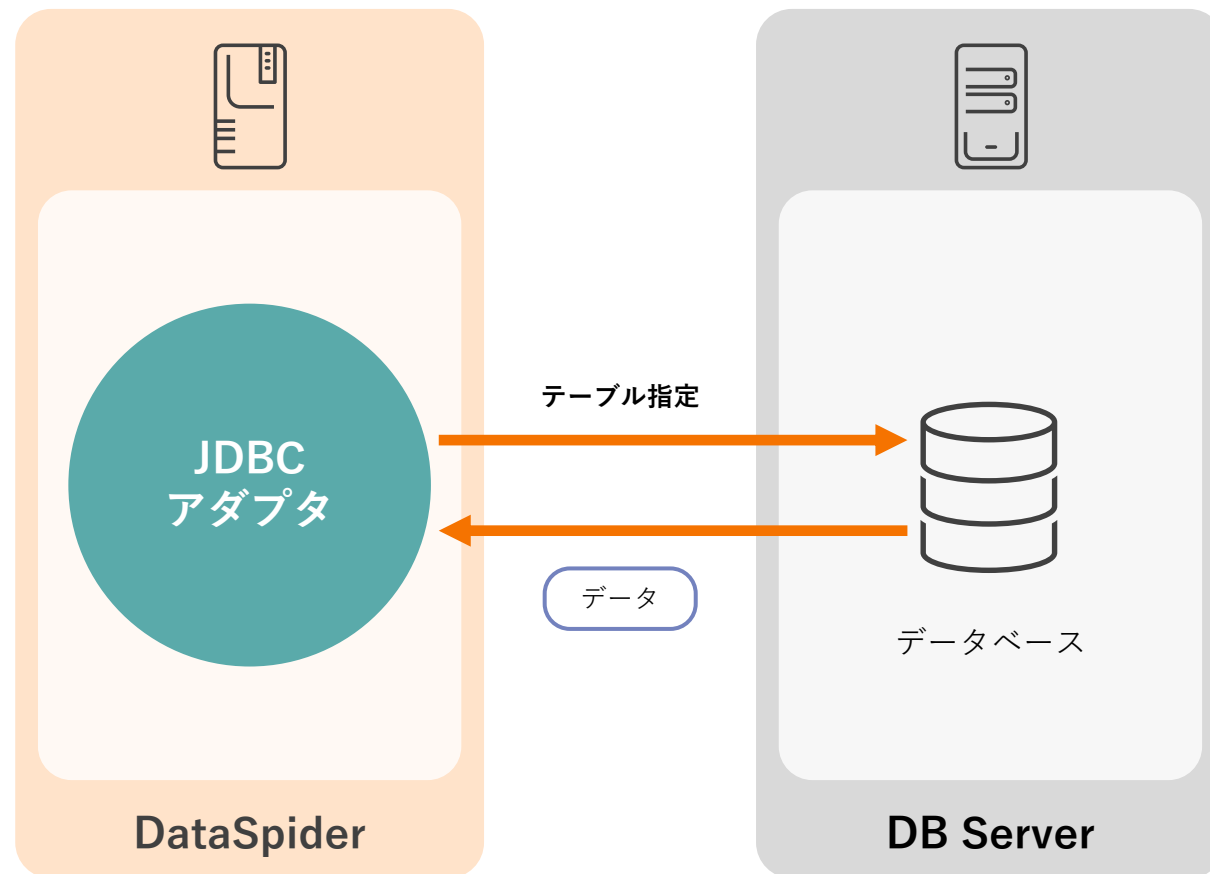 テーブル指定
JDBC
アダプタ
データ
データベース
DataSpider
DB Server